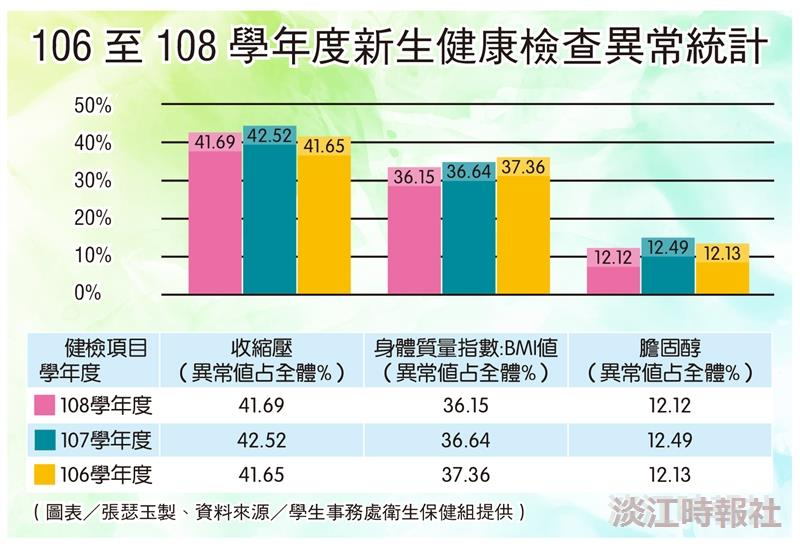 106 至 108 學年度新生健康檢查異常統計
50%
40%
30%
20%
10%
0%
41.69 42.52 41.65
36.15 36.64 37.36
12.12 12.49 12.13
健檢項目 學年度
收縮壓 (異常值占全體%)
身體質量指數:BMI值 (異常值占全體%)
膽固醇 (異常值占全體%)
108學年度 41.69 36.15 12.12
107學年度 42.52 36.64 12.49
106學年度 41.65 37.36 12.13
(圖表／張瑟玉製、資料來源／學生事務處衛生保健組提供)
淡江時報社